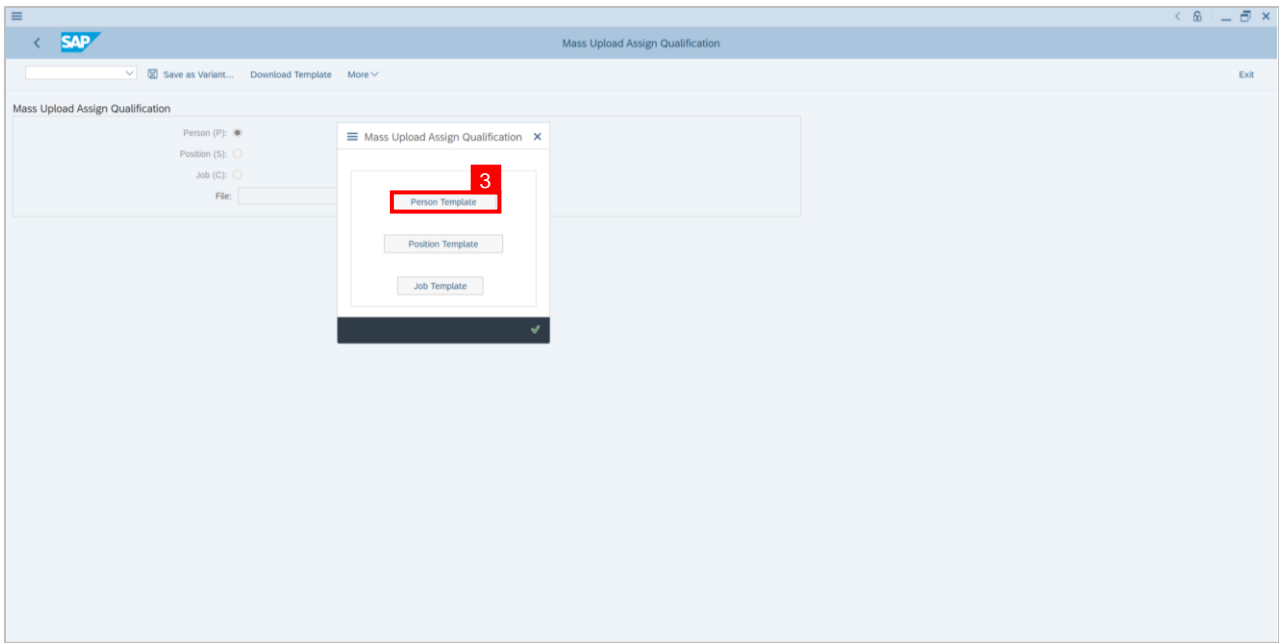 SAP
Mass Upload Assign Qualification
Save as Variant... Download Template More Exit
Mass Upload Assign Qualification
Person (P):
Position (S):
Job (C):
File:
Mass Upload Assign Qualification
3
Person Template
Position Template
Job Template